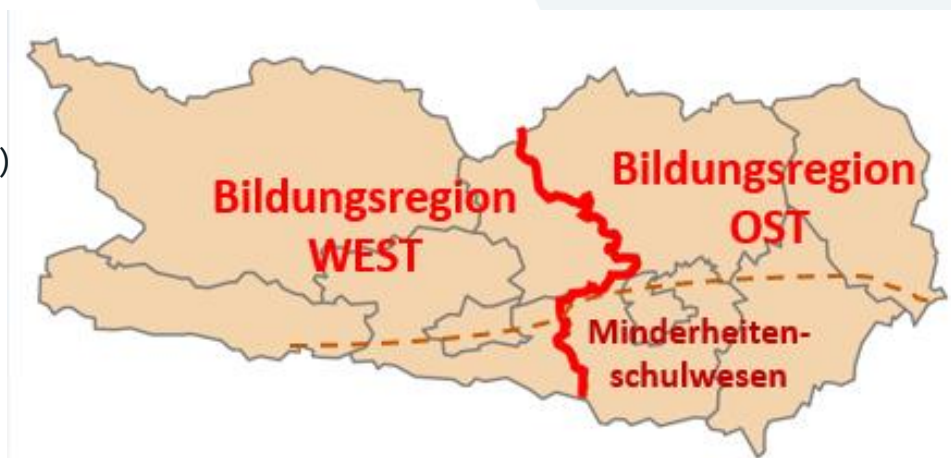 )
Bildungsregion
WEST
Bildungsregion
OST
Minderheiten-
schulwesen